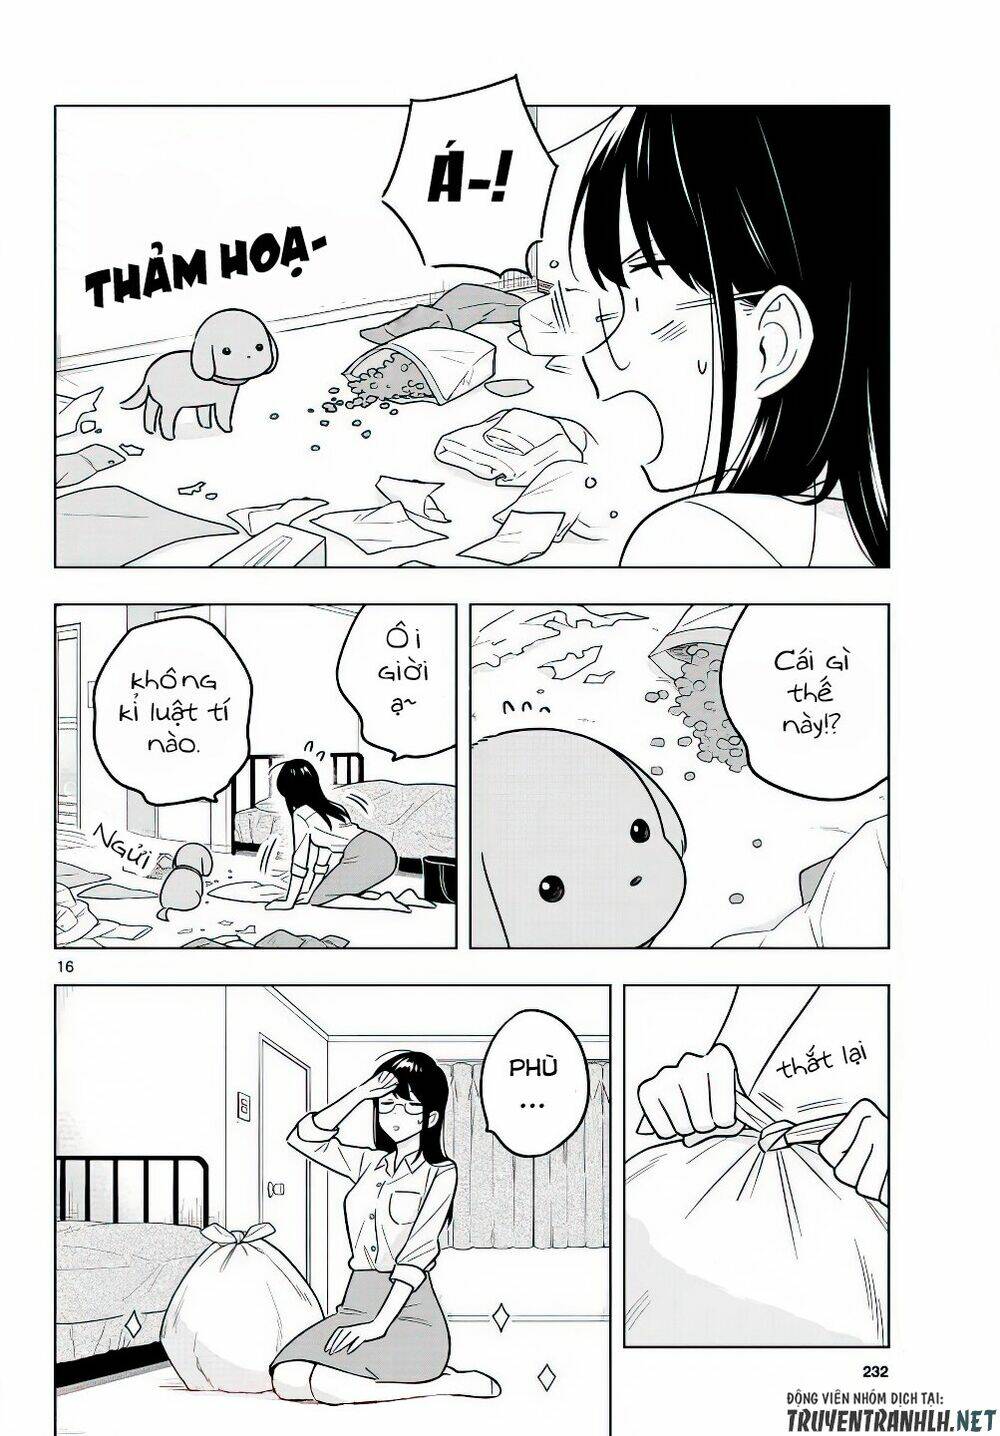 Á-!
THẢM HOẠ-
Cái gì
thế
này!?
Ôi
giời
ạ~
không
kỉ luật tí
nào.
NGỬI
16
thắt lại
PHÙ
...
232
ĐỘNG VIÊN NHÓM DỊCH TẠI:
TRUYENTRANHLH.NET